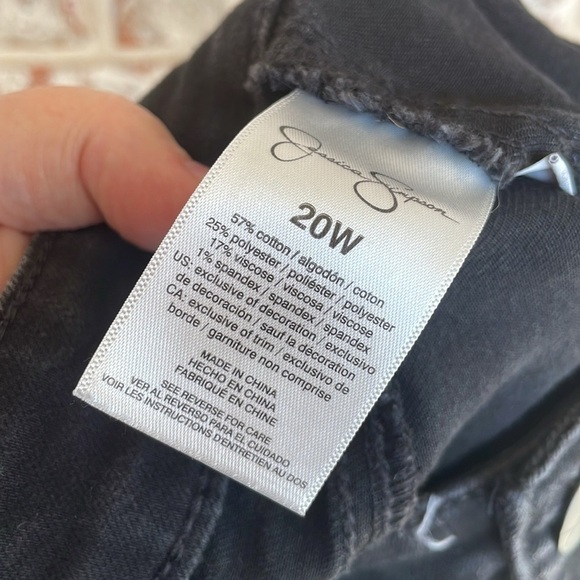 Jessica Simpson
20W
57% cotton / algodón / coton
25% polyester / poliéster / polyester
17% viscose / viscosa / viscose
1% spandex / spandex / spandex
US: exclusive of decoration / exclusivo
de decoración / sauf la décoration
CA: exclusive of trim / exclusivo de
borde / garniture non comprise
MADE IN CHINA
HECHO EN CHINA
FABRIQUÉ EN CHINE
SEE REVERSE FOR CARE
VER AL REVERSO PARA EL CUIDADO
VOIR LES INSTRUCTIONS D'ENTRETIEN AU DOS